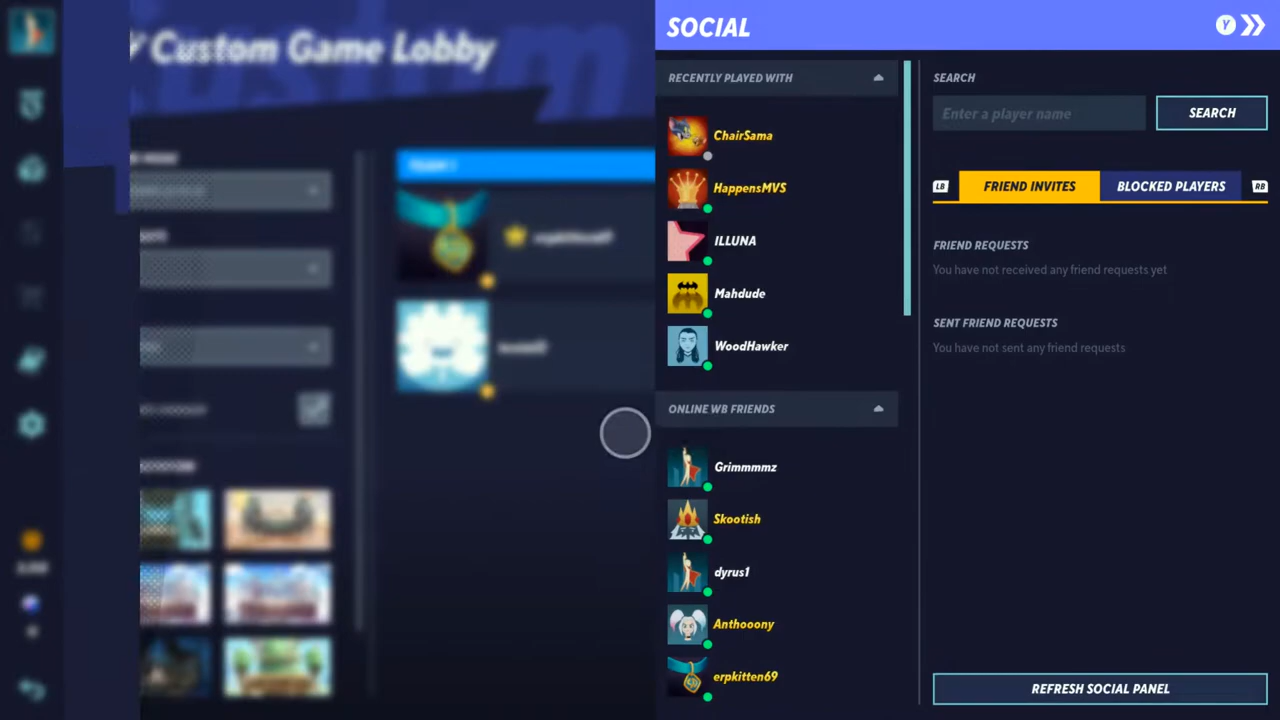 Custom Game Lobby
SOCIAL
Y
RECENTLY PLAYED WITH
ChairSama
HappensMVS
ILLUNA
Mahdude
WoodHawker
ONLINE WB FRIENDS
Grimmmmz
Skootish
dyrus1
Anthooony
erpkitten69
SEARCH
Enter a player name
SEARCH
LB
FRIEND INVITES
BLOCKED PLAYERS
RB
FRIEND REQUESTS
You have not received any friend requests yet
SENT FRIEND REQUESTS
You have not sent any friend requests
REFRESH SOCIAL PANEL